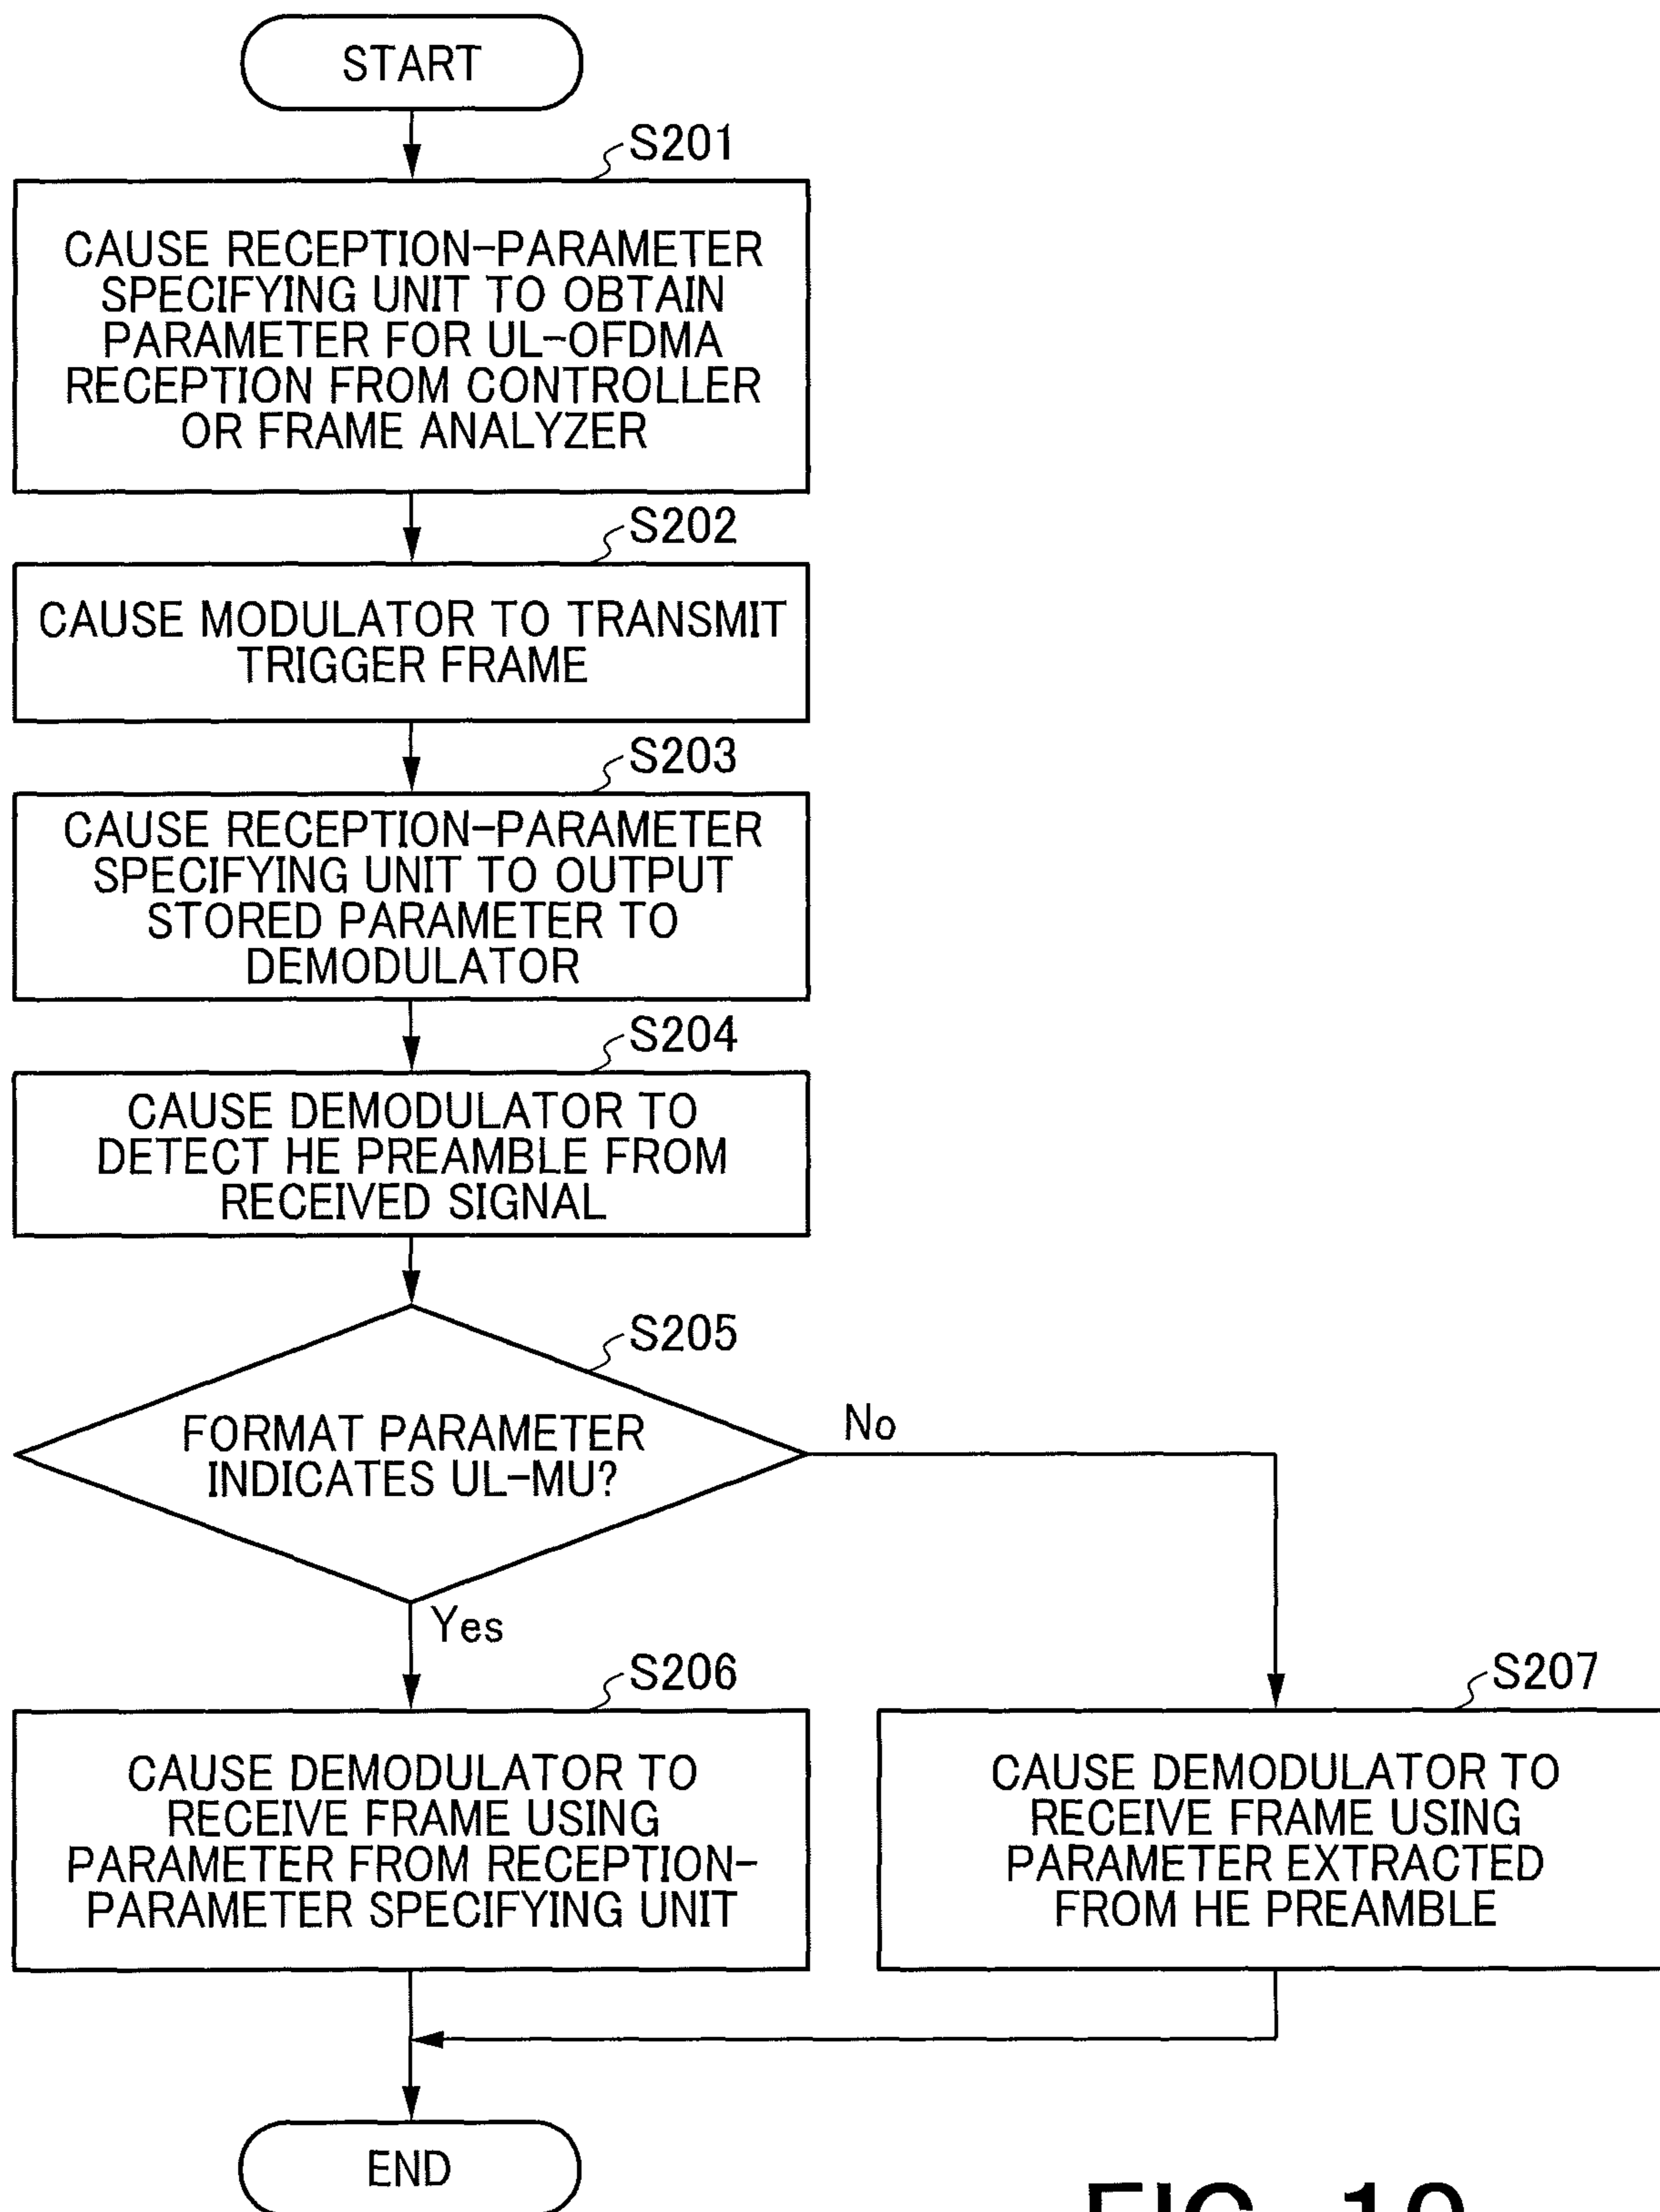 START
S201
CAUSE RECEPTION-PARAMETER
SPECIFYING UNIT TO OBTAIN
PARAMETER FOR UL-OFDMA
RECEPTION FROM CONTROLLER
OR FRAME ANALYZER
S202
CAUSE MODULATOR TO TRANSMIT
TRIGGER FRAME
S203
CAUSE RECEPTION-PARAMETER
SPECIFYING UNIT TO OUTPUT
STORED PARAMETER TO
DEMODULATOR
S204
CAUSE DEMODULATOR TO
DETECT HE PREAMBLE FROM
RECEIVED SIGNAL
S205
FORMAT PARAMETER
INDICATES UL-MU?
No
Yes
S206
CAUSE DEMODULATOR TO
RECEIVE FRAME USING
PARAMETER FROM RECEPTION-
PARAMETER SPECIFYING UNIT
S207
CAUSE DEMODULATOR TO
RECEIVE FRAME USING
PARAMETER EXTRACTED
FROM HE PREAMBLE
END
FIG.